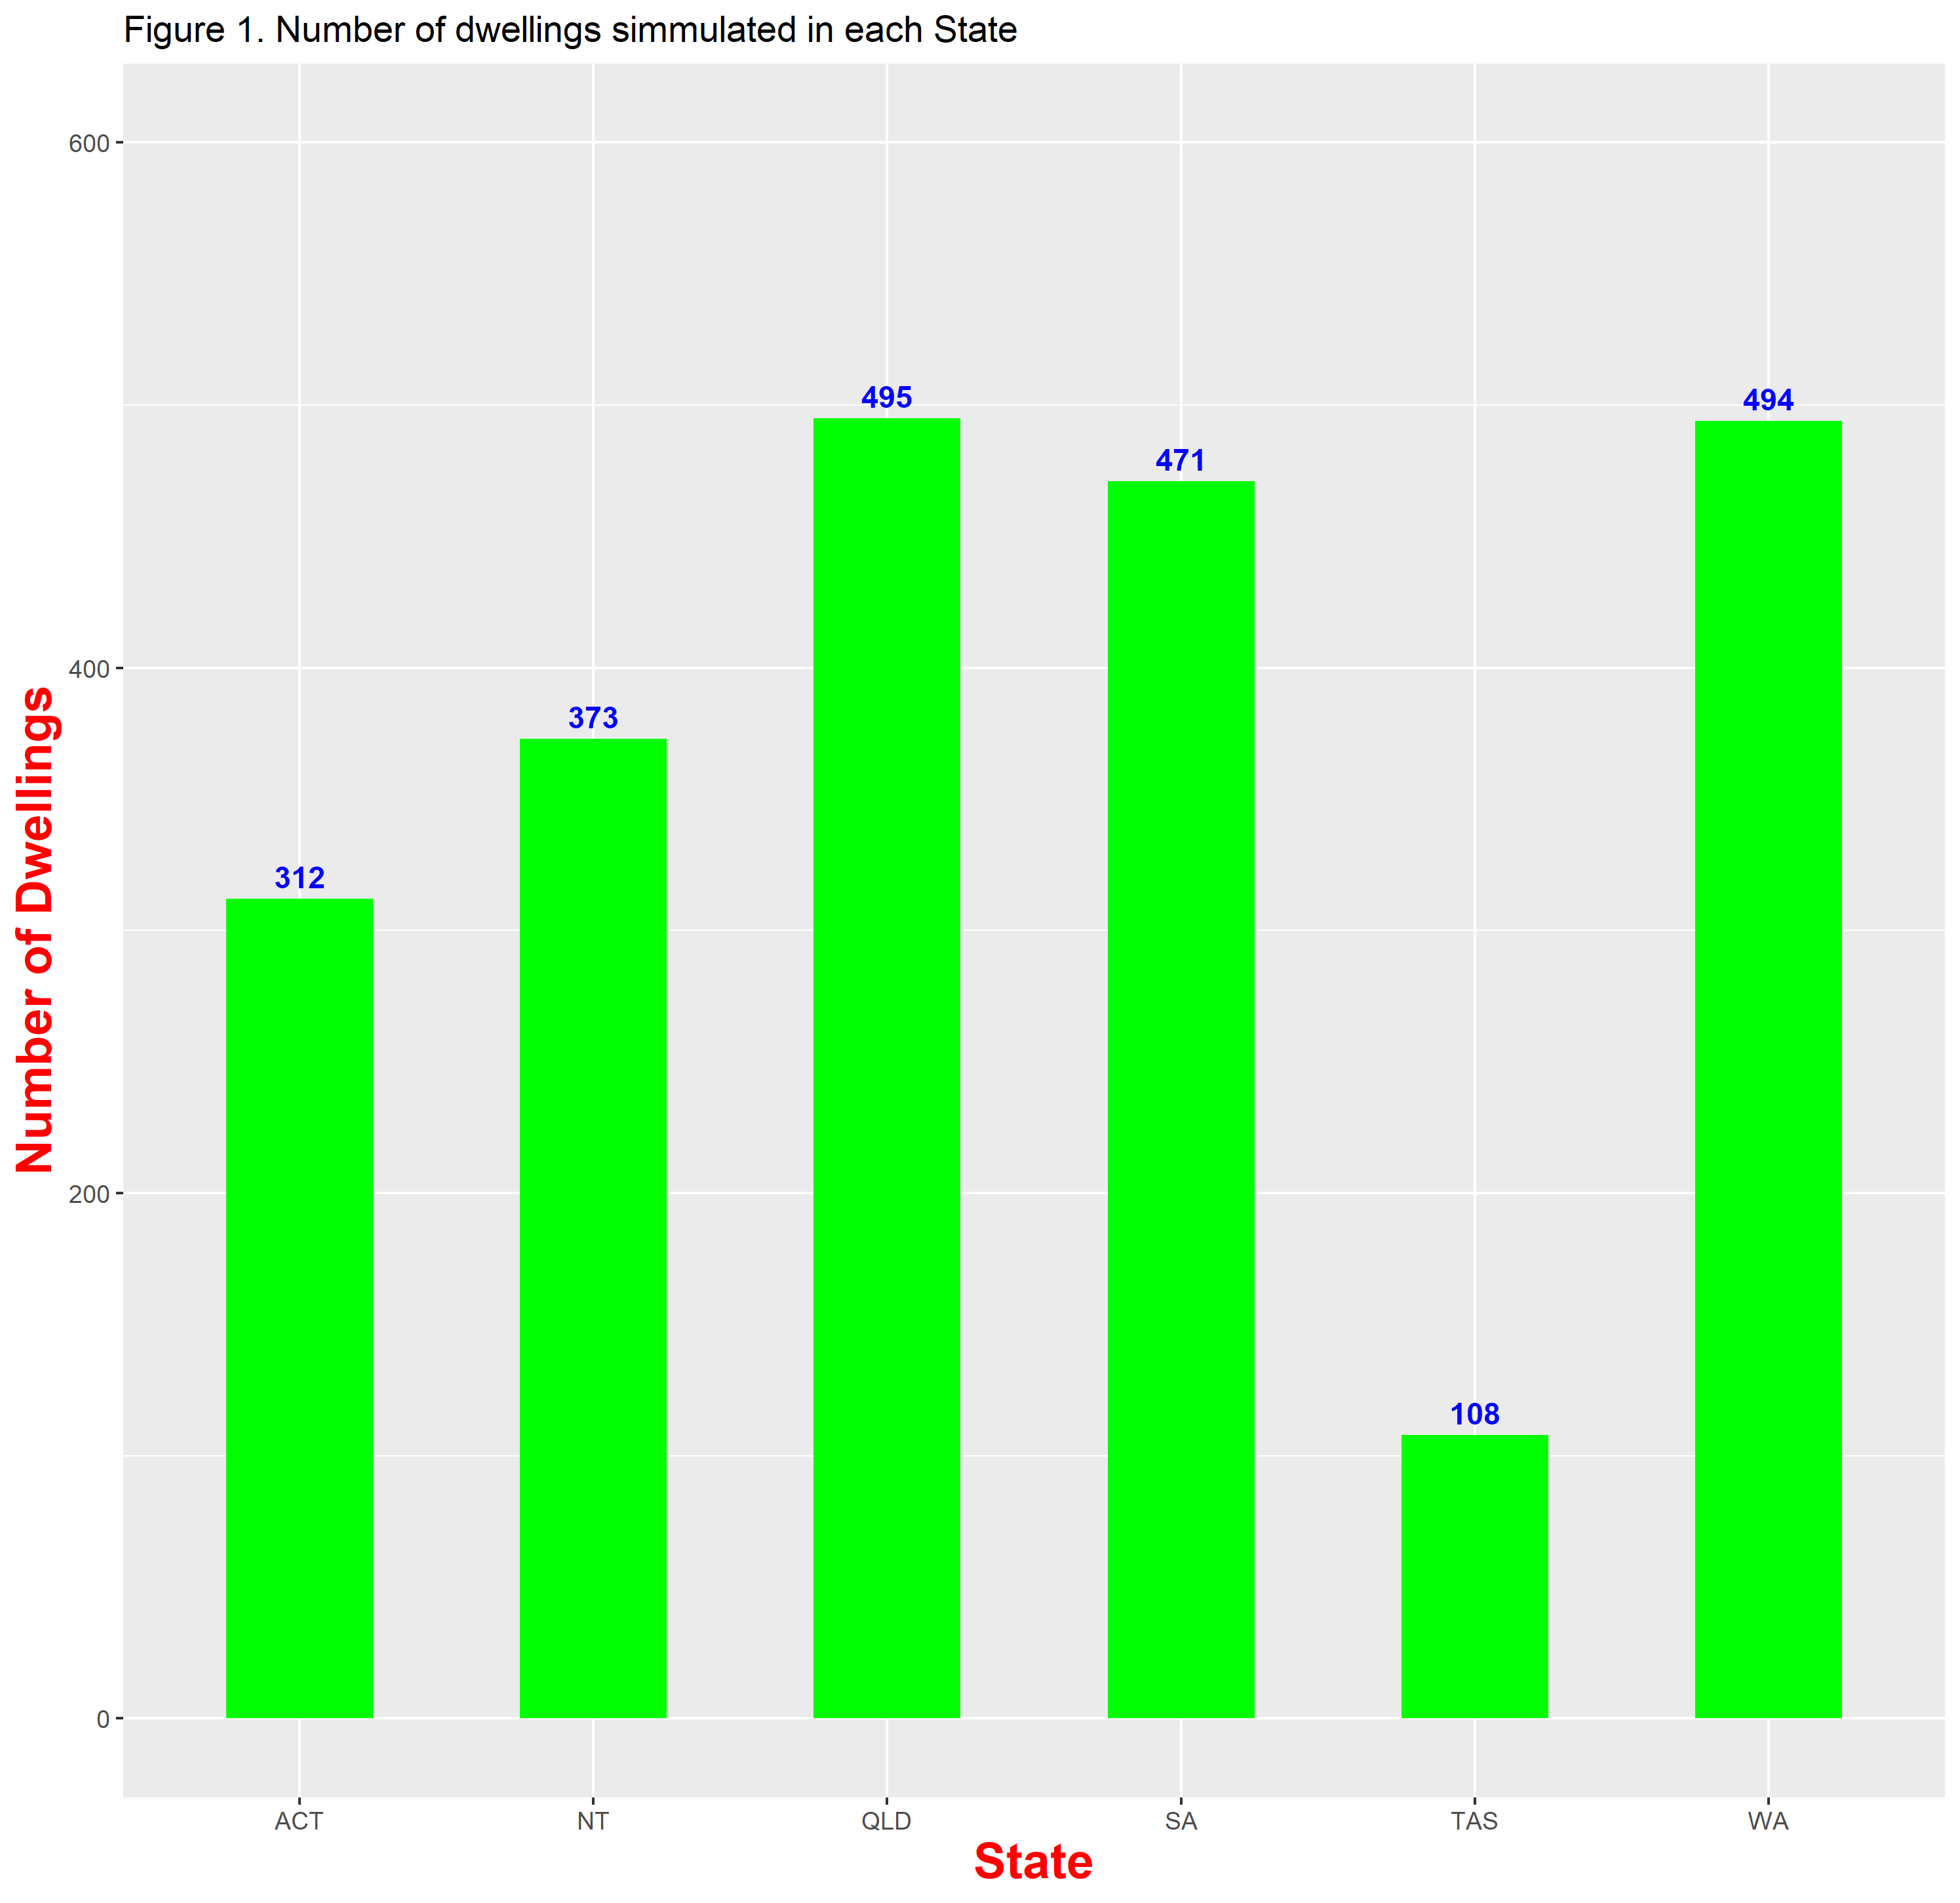 Figure 1. Number of dwellings simmulated in each State
Number of Dwellings
600
400
200
0
495
494
471
373
312
108
ACT NT QLD SA TAS WA
State